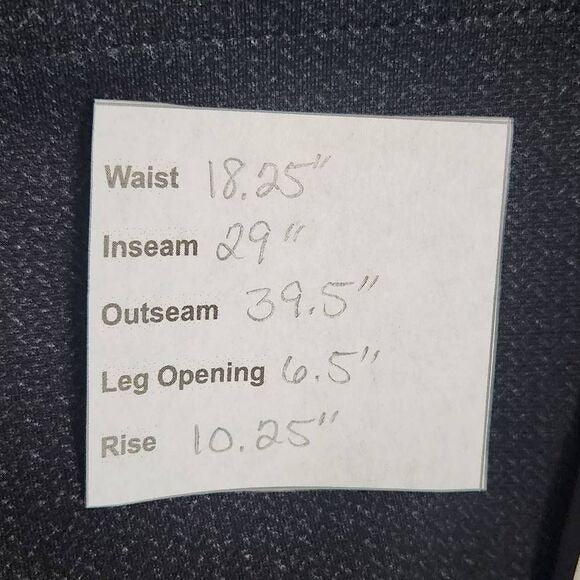 Waist 18.25"
Inseam 29"
Outseam 39.5"
Leg Opening 6.5"
Rise 10.25"